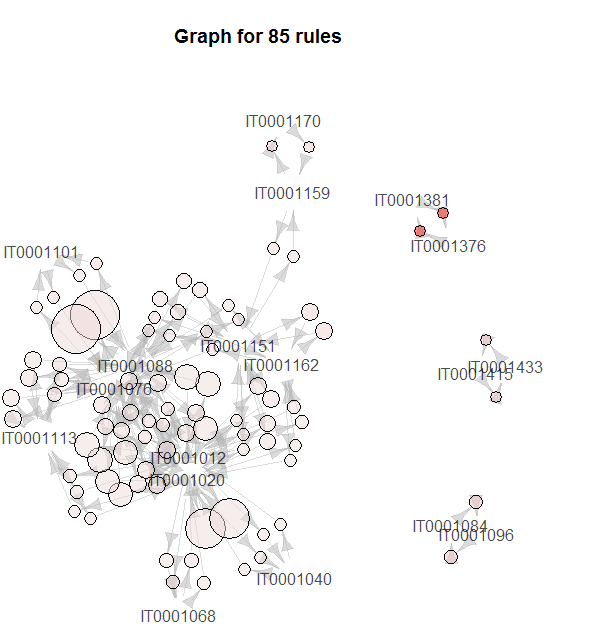 Graph for 85 rules
IT0001170
IT0001159
IT0001381
IT0001376
IT0001101
IT0001151
IT0001088
IT0001162
IT0001433
IT0001415
IT0001076
IT0001113
IT0001012
IT0001020
IT0001084
IT0001096
IT0001040
IT0001068